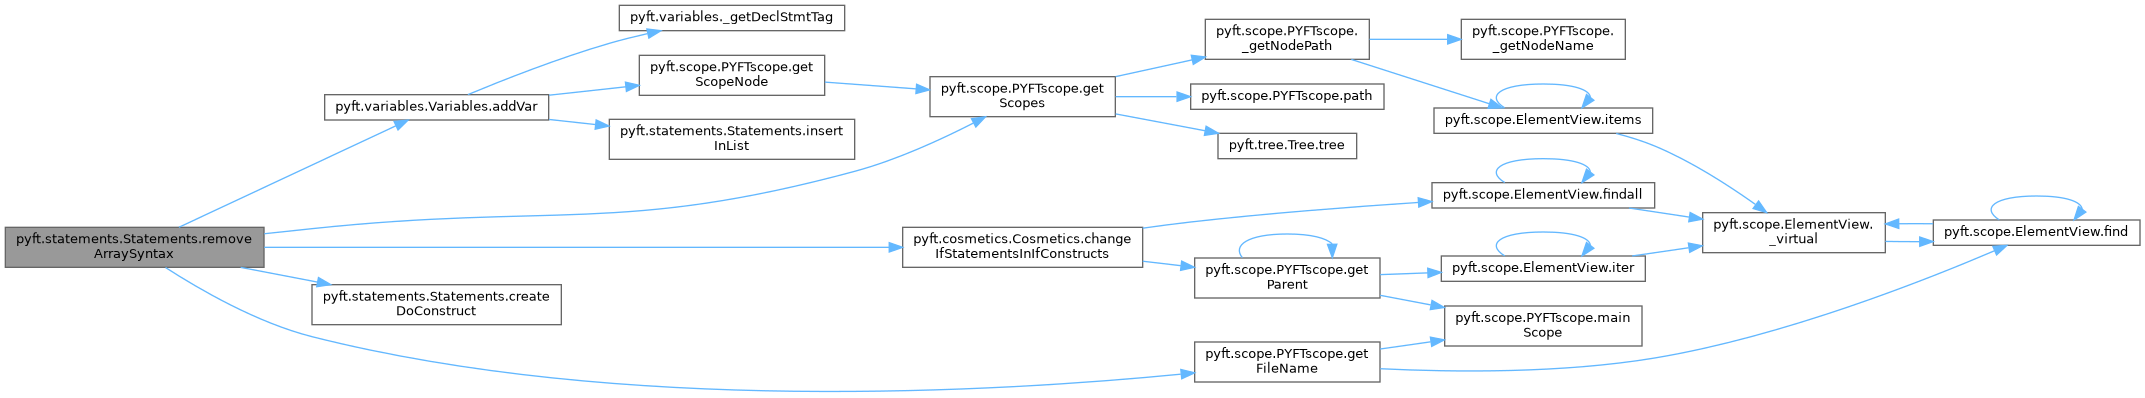 pyft.statements.Statements.remove
ArraySyntax
pyft.variables.Variables.addVar
pyft.statements.Statements.create
DoConstruct
pyft.variables._getDeclStmtTag
pyft.scope.PYFTscope.get
ScopeNode
pyft.statements.Statements.insert
InList
pyft.scope.PYFTscope.get
Scopes
pyft.cosmetics.Cosmetics.change
IfStatementsInIfConstructs
pyft.scope.PYFTscope.
_getNodePath
pyft.scope.PYFTscope.path
pyft.tree.Tree.tree
pyft.scope.PYFTscope.get
Parent
pyft.scope.PYFTscope.get
FileName
pyft.scope.PYFTscope.
_getNodeName
pyft.scope.ElementView.items
pyft.scope.ElementView.findall
pyft.scope.ElementView.iter
pyft.scope.PYFTscope.main
Scope
pyft.scope.ElementView.
_virtual
pyft.scope.ElementView.find